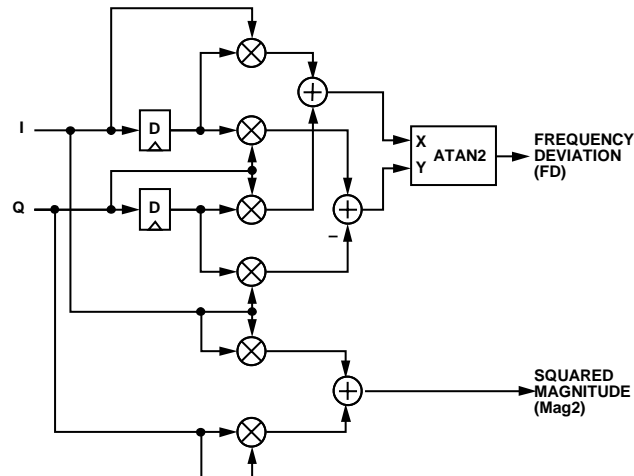 I
D
X
Y
ATAN2
FREQUENCY
DEVIATION
(FD)
Q
D
–
SQUARED
MAGNITUDE
(Mag2)